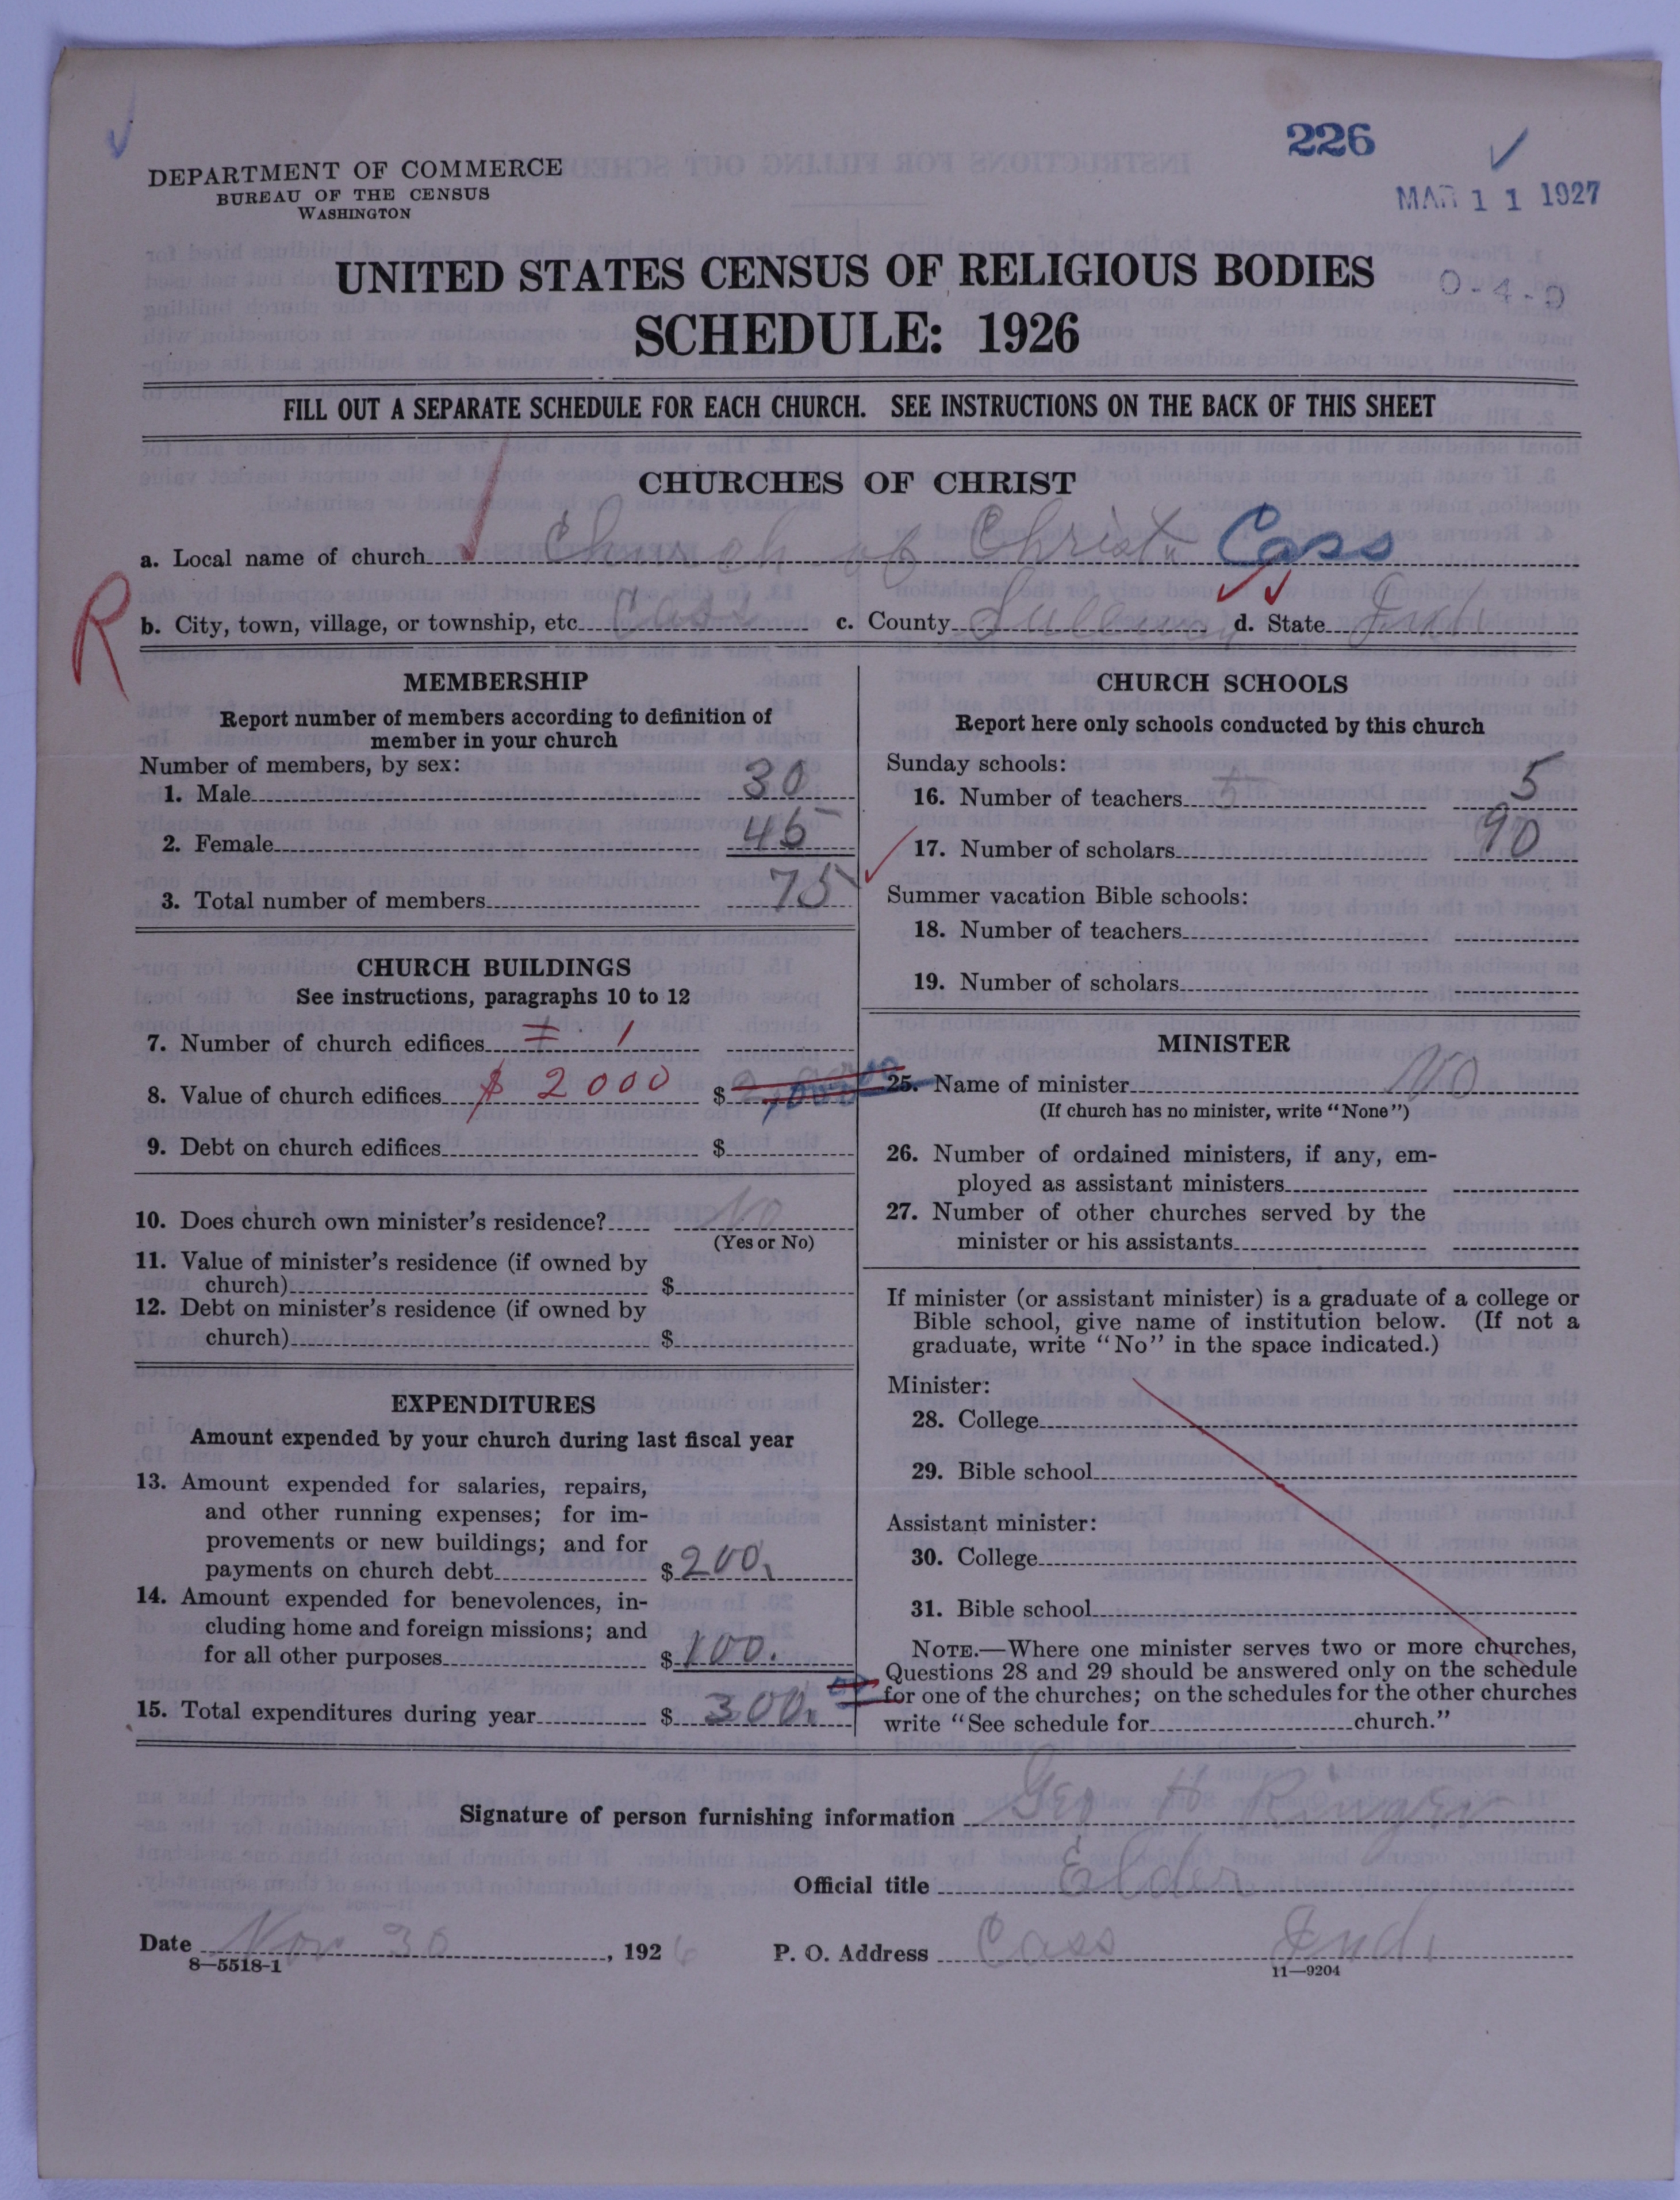 226
MAR 11 1927
DEPARTMENT OF COMMERCE
BUREAU OF THE CENSUS
WASHINGTON
UNITED STATES CENSUS OF RELIGIOUS BODIES
0-4-9
SCHEDULE: 1926
FILL OUT A SEPARATE SCHEDULE FOR EACH CHURCH. SEE INSTRUCTIONS ON THE BACK OF THIS SHEET
CHURCHES OF CHRIST
a. Local name of church Church of Christ Cass
R
b. City, town, village, or township, etc. Cass c. County Sullivan d. State Ind.
MEMBERSHIP
Report number of members according to definition of
member in your church
Number of members, by sex:
1. Male 30
2. Female 45
3. Total number of members 75
CHURCH BUILDINGS
See instructions, paragraphs 10 to 12
7. Number of church edifices 1
8. Value of church edifices $ 2000 $
9. Debt on church edifices $
10. Does church own minister's residence? No
(Yes or No)
11. Value of minister's residence (if owned by
church) $
12. Debt on minister's residence (if owned by
church) $
EXPENDITURES
Amount expended by your church during last fiscal year
13. Amount expended for salaries, repairs,
and other running expenses; for im-
provements or new buildings; and for
payments on church debt $ 200.
14. Amount expended for benevolences, in-
cluding home and foreign missions; and
for all other purposes $ 100.
15. Total expenditures during year $ 300.
CHURCH SCHOOLS
Report here only schools conducted by this church
Sunday schools:
16. Number of teachers 5 5
17. Number of scholars 90
Summer vacation Bible schools:
18. Number of teachers
19. Number of scholars
MINISTER
25. Name of minister No
(If church has no minister, write "None")
26. Number of ordained ministers, if any, em-
ployed as assistant ministers
27. Number of other churches served by the
minister or his assistants
If minister (or assistant minister) is a graduate of a college or
Bible school, give name of institution below. (If not a
graduate, write "No" in the space indicated.)
Minister:
28. College
29. Bible school
Assistant minister:
30. College
31. Bible school
NOTE.—Where one minister serves two or more churches,
Questions 28 and 29 should be answered only on the schedule
for one of the churches; on the schedules for the other churches
write "See schedule for church."
Signature of person furnishing information Geo H Ringer
Official title Elder
Date Nov 30, 1926 P. O. Address Cass Ind.
8—5518-1
11—9204